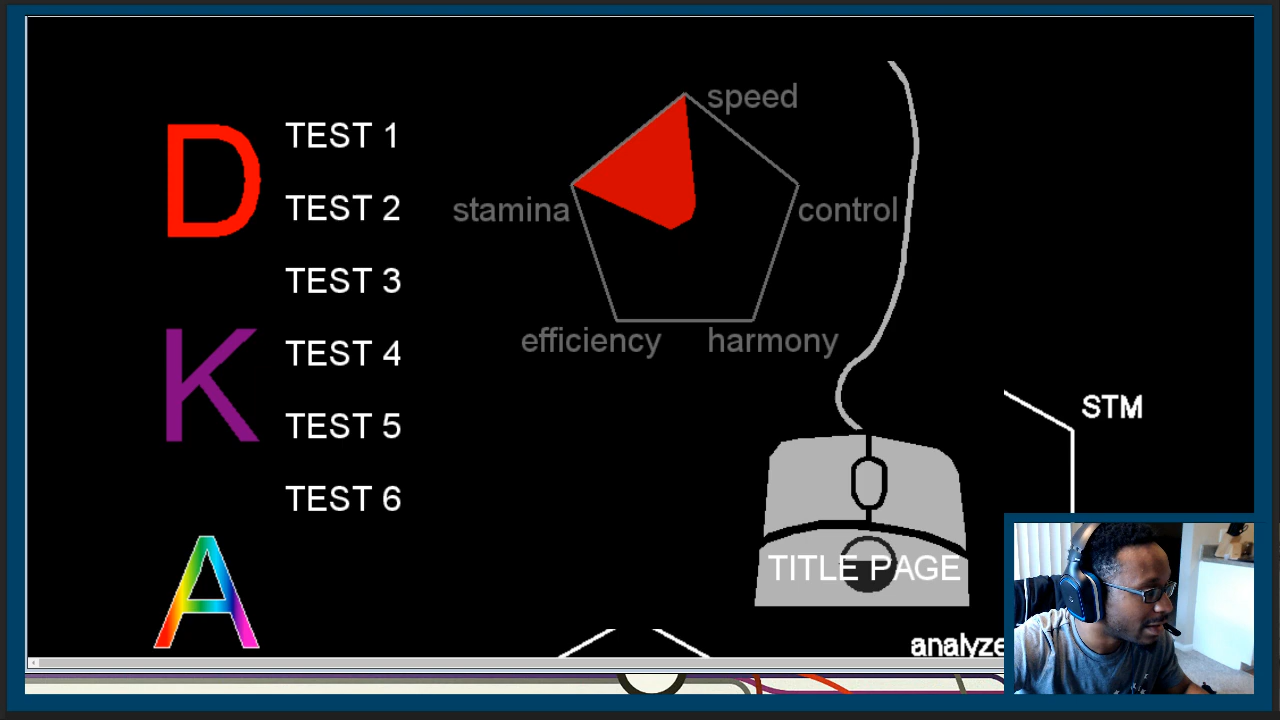 D
TEST 1
TEST 2
TEST 3
K
TEST 4
TEST 5
TEST 6
A
speed
stamina
control
efficiency
harmony
STM
TITLE PAGE
analyze